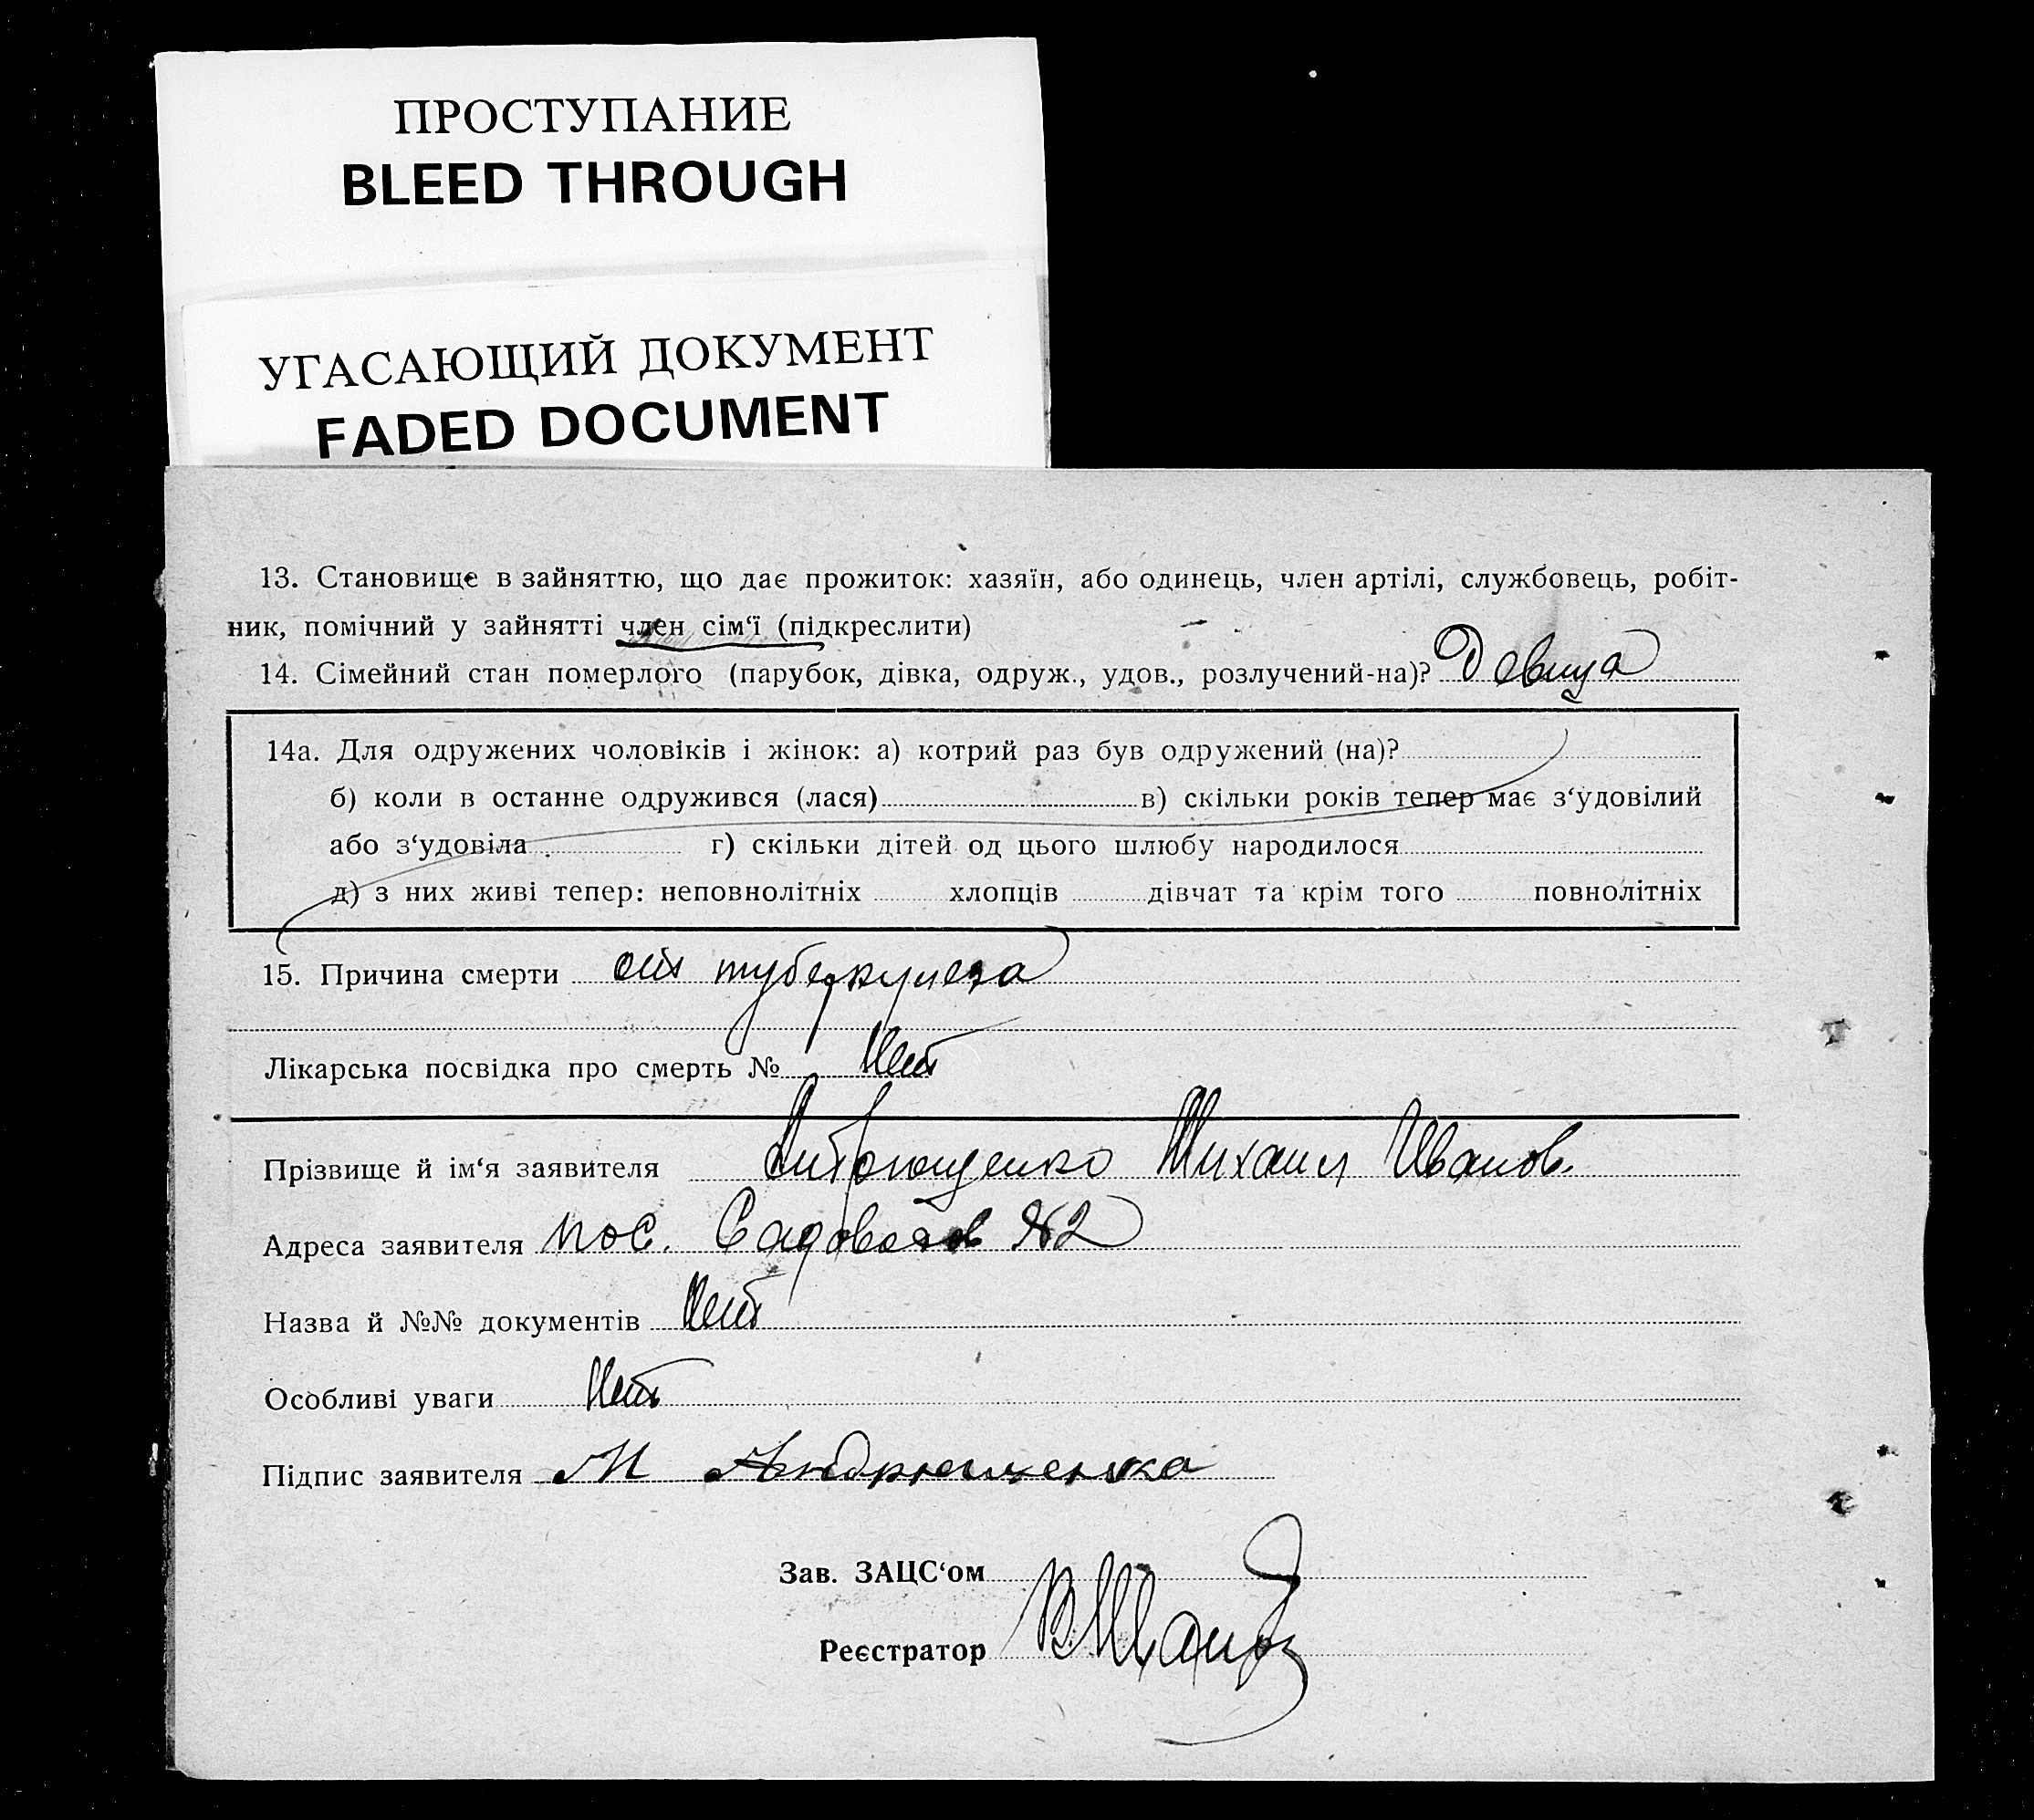 ПРОСТУПАНИЕ
BLEED THROUGH
УГАСАЮЩИЙ ДОКУМЕНТ
FADED DOCUMENT
13. Становище в зайняттю, що дає прожиток: хазяїн, або одинець, член артілі, службовець, робіт-
ник, помічний у зайнятті член сім‘ї (підкреслити)
14. Сімейний стан померлого (парубок, дівка, одруж., удов., розлучений-на)? Девица
14а. Для одружених чоловіків і жінок: а) котрий раз був одружений (на)?
б) коли в останне одружився (лася) в) скільки років тепер має з‘удовілий
або з‘удовіла г) скільки дітей од цього шлюбу народилося
д) з них живі тепер: неповнолітніх хлопців дівчат та крім того повнолітніх
15. Причина смерти от туберкулеза
Лікарська посвідка про смерть № Нет
Прізвище й ім‘я заявителя Михаил Иванов.
Адреса заявителя пос. №2
Назва й №№ документів Нет
Особливі уваги Нет
Підпис заявителя М Андрющенка
Зав. ЗАЦС‘ом
Реєстратор